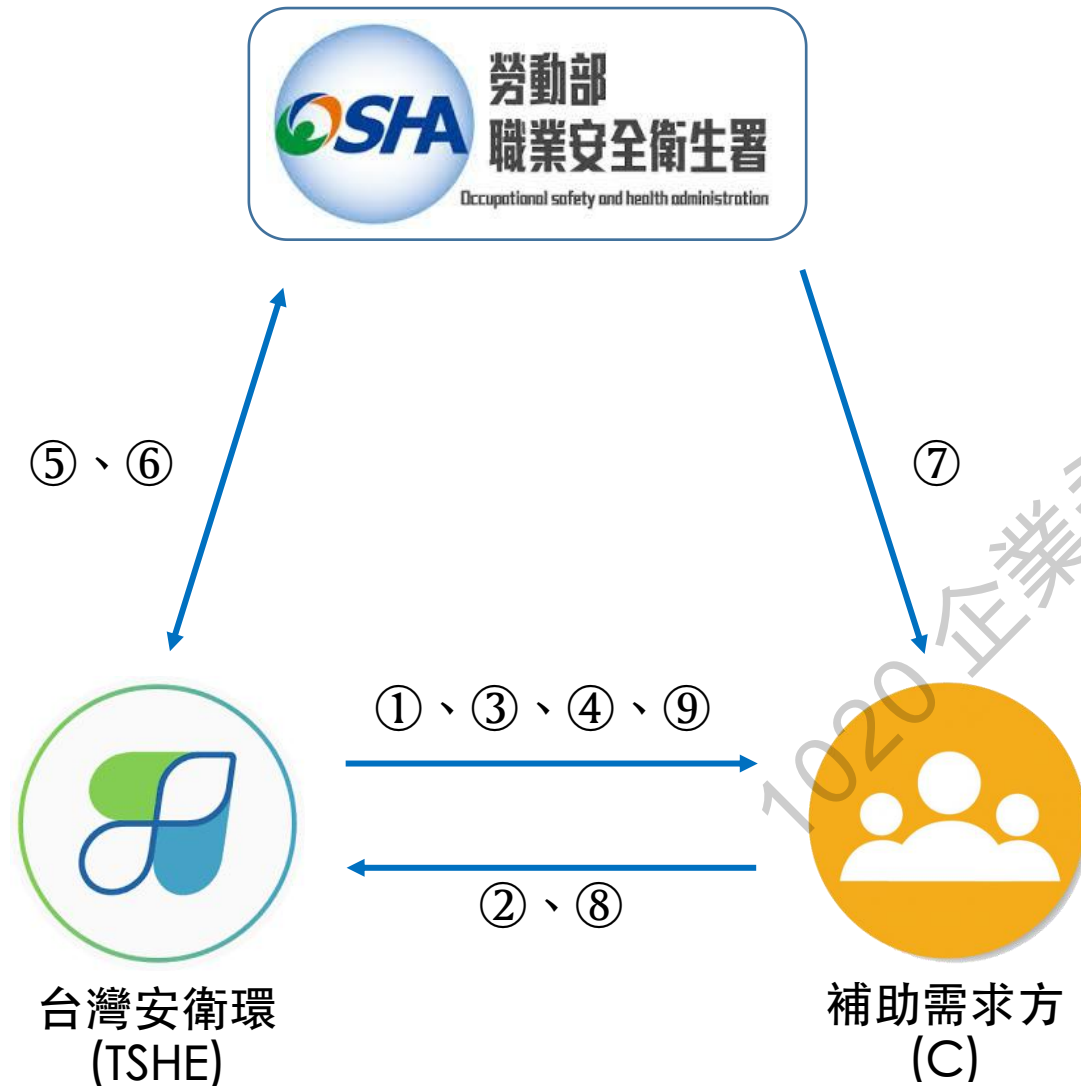 OSHA
勞動部
職業安全衛生署
Occupational safety and health administration
⑤、⑥
⑦
①、③、④、⑨
②、⑧
台灣安衛環
(TSHE)
補助需求方
(C)
1020 企業